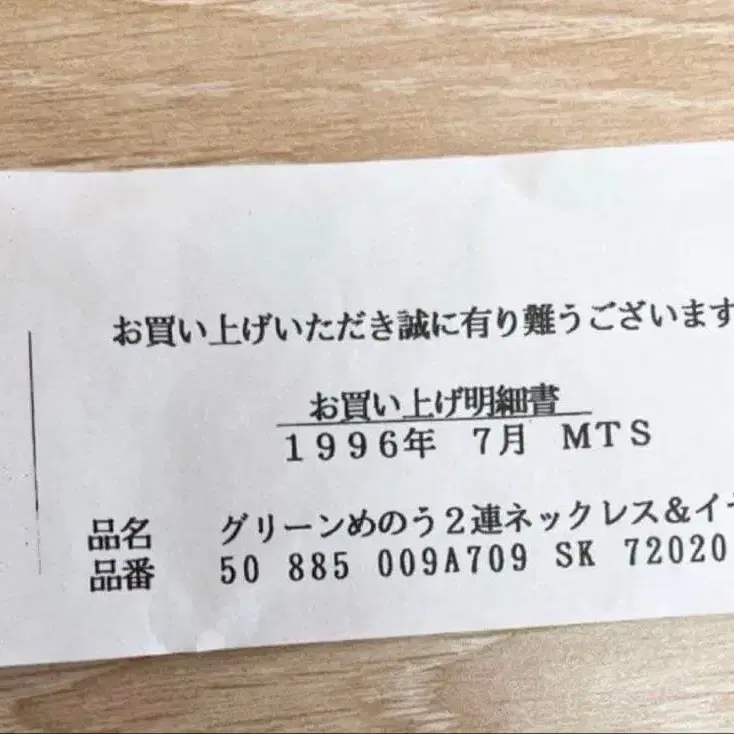 お買い上げいただき誠に有り難うございます
お買い上げ明細書
1996年 7月 MTS
品名 グリーンめのう2連ネックレス&イヤ
品番 50 885 009A709 SK 72020